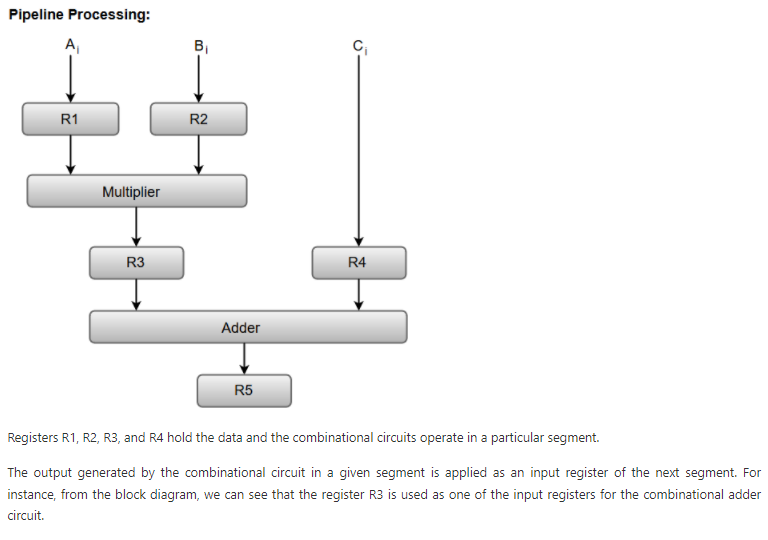 Pipeline Processing:
Ai Bi Ci
R1 R2
Multiplier
R3 R4
Adder
R5
Registers R1, R2, R3, and R4 hold the data and the combinational circuits operate in a particular segment.
The output generated by the combinational circuit in a given segment is applied as an input register of the next segment. For
instance, from the block diagram, we can see that the register R3 is used as one of the input registers for the combinational adder
circuit.